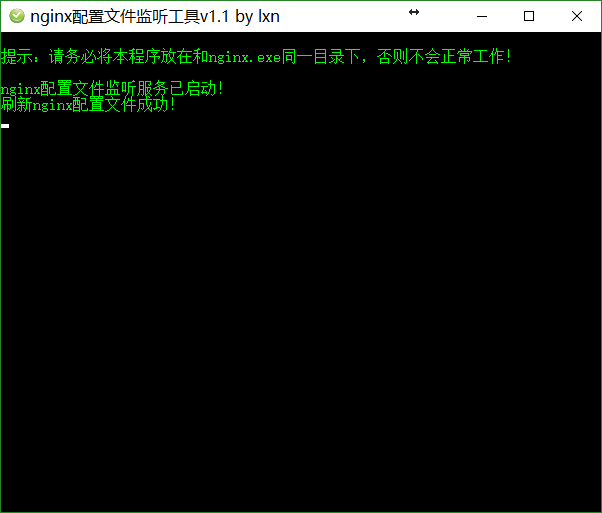 nginx配置文件监听工具v1.1 by lxn
提示：请务必将本程序放在和nginx.exe同一目录下，否则不会正常工作！
nginx配置文件监听服务已启动！
刷新nginx配置文件成功！